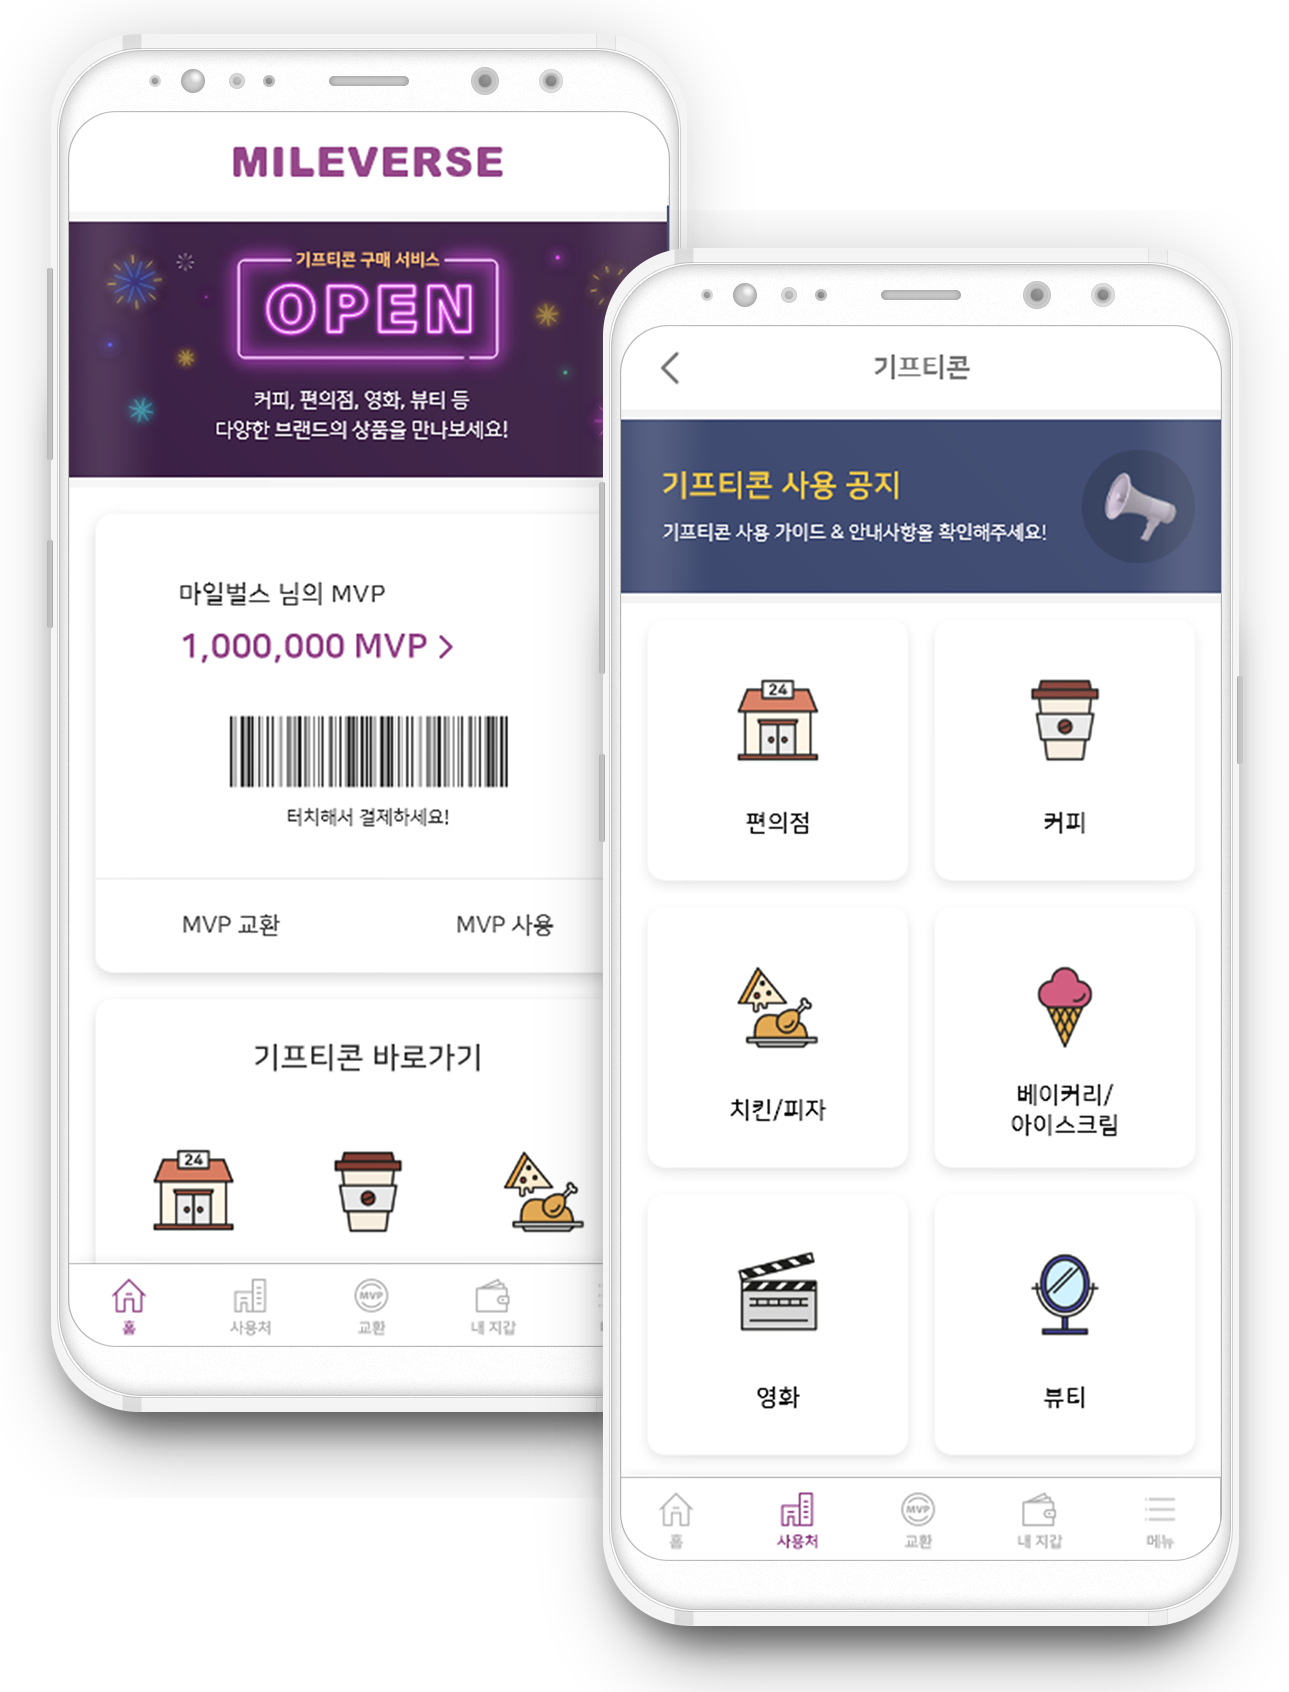 MILEVERSE
기프티콘 구매 서비스
OPEN
커피, 편의점, 영화, 뷰티 등
다양한 브랜드의 상품을 만나보세요!
마일벌스 님의 MVP
1,000,000 MVP >
터치해서 결제하세요!
MVP 교환
MVP 사용
기프티콘 바로가기
24
홈
사용처
MVP
교환
내 지갑
기프티콘
기프티콘 사용 공지
기프티콘 사용 가이드 & 안내사항을 확인해주세요!
24
편의점
커피
치킨/피자
베이커리/
아이스크림
영화
뷰티
홈
사용처
MVP
교환
내 지갑
메뉴